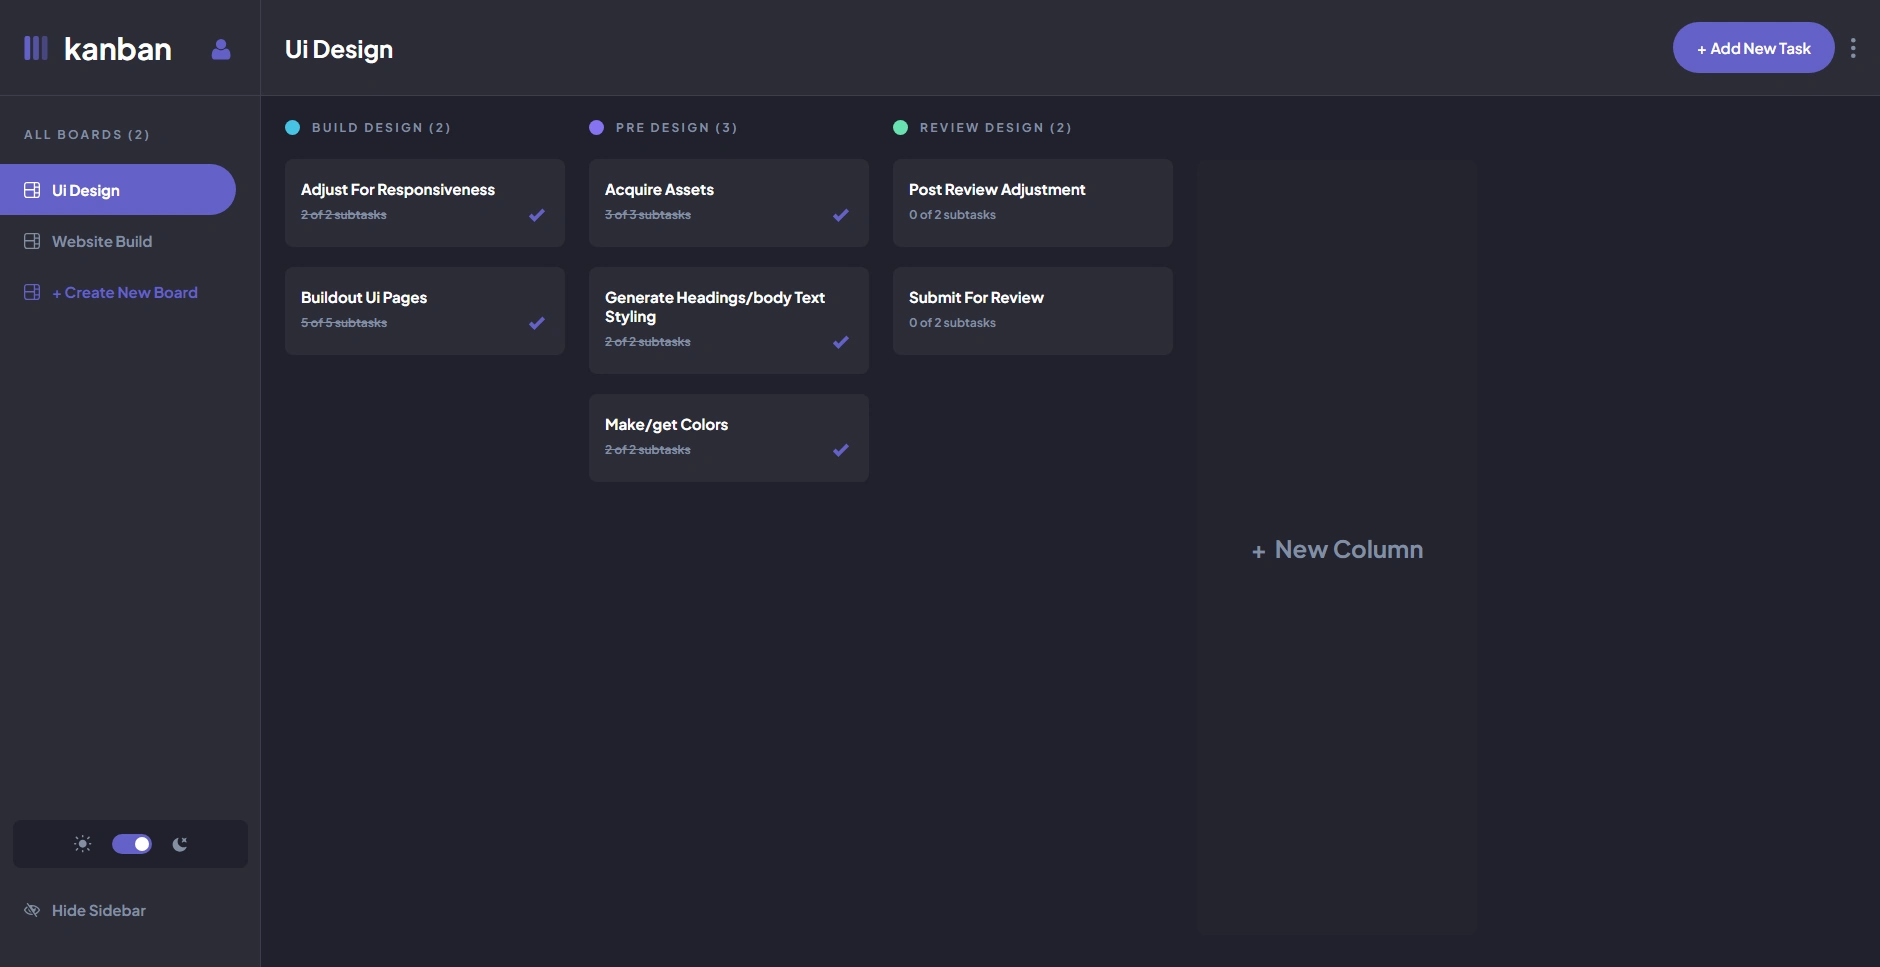 kanban
Ui Design
+ Add New Task
ALL BOARDS (2)
Ui Design
Website Build
+ Create New Board
BUILD DESIGN (2)
Adjust For Responsiveness
2 of 2 subtasks
Buildout Ui Pages
5 of 5 subtasks
PRE DESIGN (3)
Acquire Assets
3 of 3 subtasks
Generate Headings/body Text
Styling
2 of 2 subtasks
Make/get Colors
2 of 2 subtasks
REVIEW DESIGN (2)
Post Review Adjustment
0 of 2 subtasks
Submit For Review
0 of 2 subtasks
+ New Column
Hide Sidebar